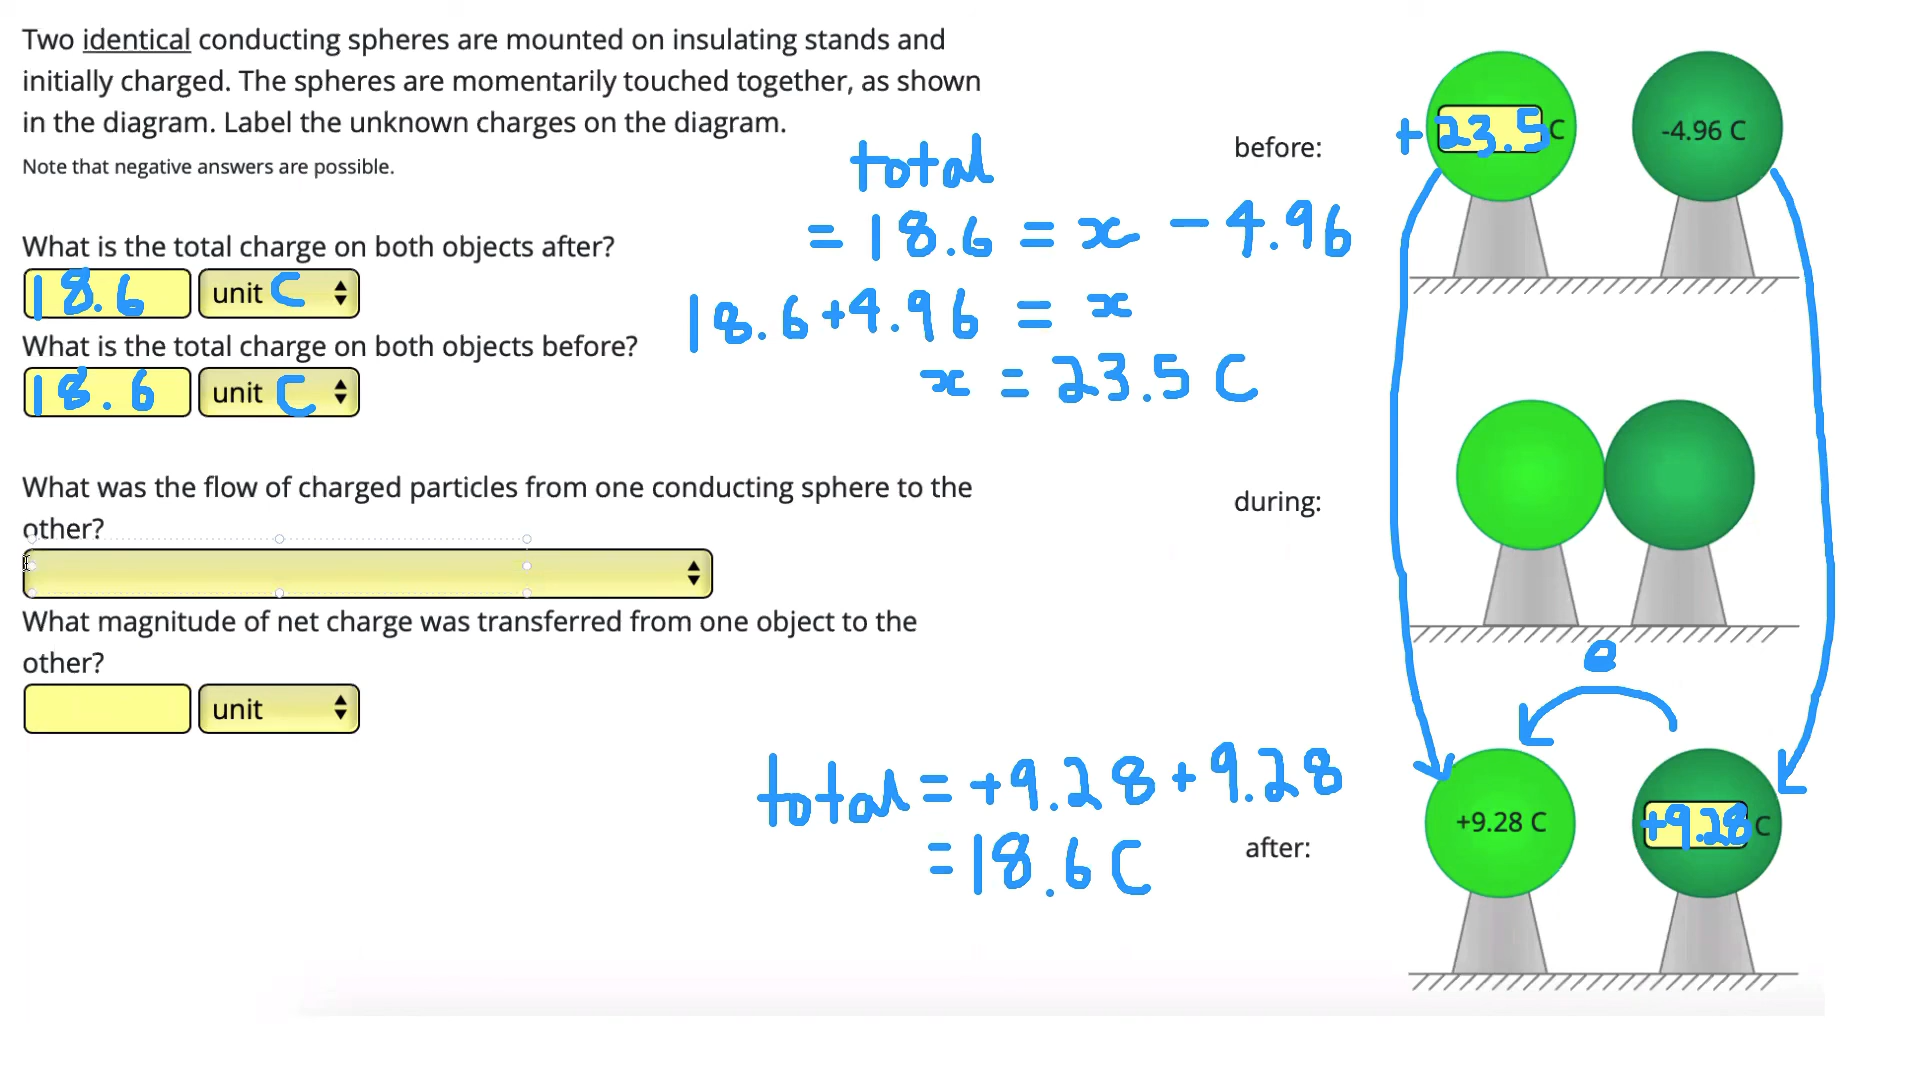 Two identical conducting spheres are mounted on insulating stands and
initially charged. The spheres are momentarily touched together, as shown
in the diagram. Label the unknown charges on the diagram.
Note that negative answers are possible.
What is the total charge on both objects after?
18.6 unit C
What is the total charge on both objects before?
18.6 unit C
What was the flow of charged particles from one conducting sphere to the
other?
What magnitude of net charge was transferred from one object to the
other?
unit
total
= 18.6 = x - 4.96
18.6+4.96 = x
x = 23.5 C
total = +9.28 + 9.28
= 18.6 C
before:
+23.5 C
-4.96 C
during:
e
after:
+9.28 C
+9.28 C